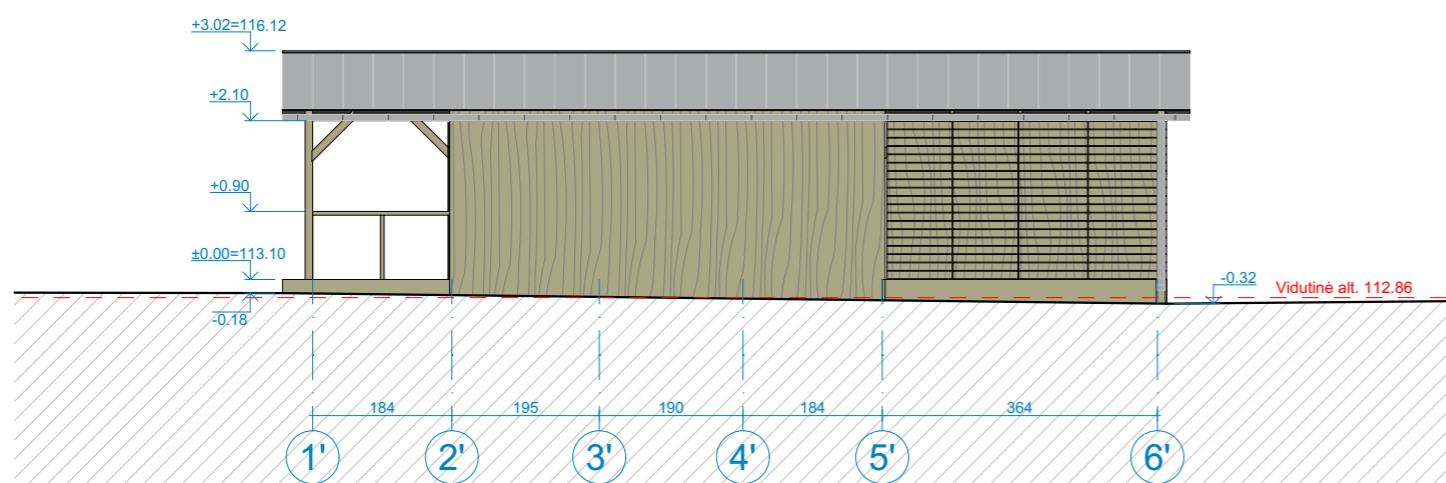 +3.02=116.12
+2.10
+0.90
±0.00=113.10
-0.18
-0.32
Vidutinė alt. 112.86
184 195 190 184 364
1' 2' 3' 4' 5' 6'